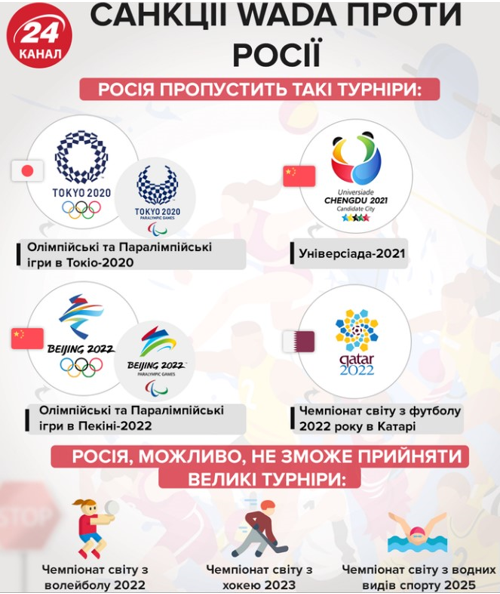 24
КАНАЛ
САНКЦІЇ WADA ПРОТИ
РОСІЇ
РОСІЯ ПРОПУСТИТЬ ТАКІ ТУРНІРИ:
TOKYO 2020
TOKYO 2020
PARALYMPIC GAMES
Олімпійські та Паралімпійські
ігри в Токіо-2020
Universiade
CHENGDU 2021
Candidate City
Універсіада-2021
BEIJING 2022
BEIJING 2022
PARALYMPIC GAMES
Олімпійські та Паралімпійські
ігри в Пекіні-2022
qatar
2022
Чемпіонат світу з футболу
2022 року в Катарі
РОСІЯ, МОЖЛИВО, НЕ ЗМОЖЕ ПРИЙНЯТИ
ВЕЛИКІ ТУРНІРИ:
STOP
Чемпіонат світу з
волейболу 2022
Чемпіонат світу з
хокею 2023
Чемпіонат світу з водних
видів спорту 2025